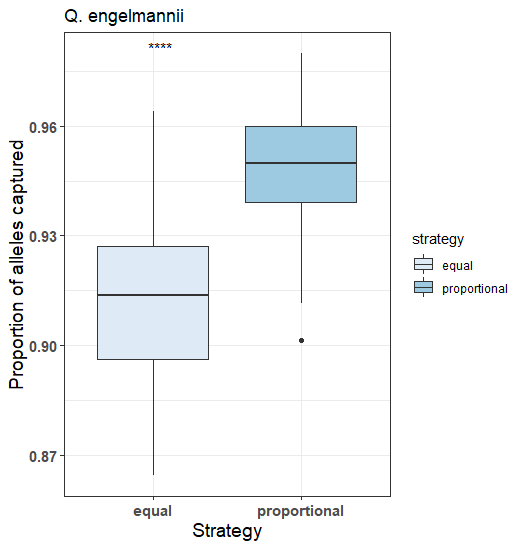 Q. engelmannii
****
Proportion of alleles captured
0.96
0.93
0.90
0.87
equal
proportional
Strategy
strategy
equal
proportional